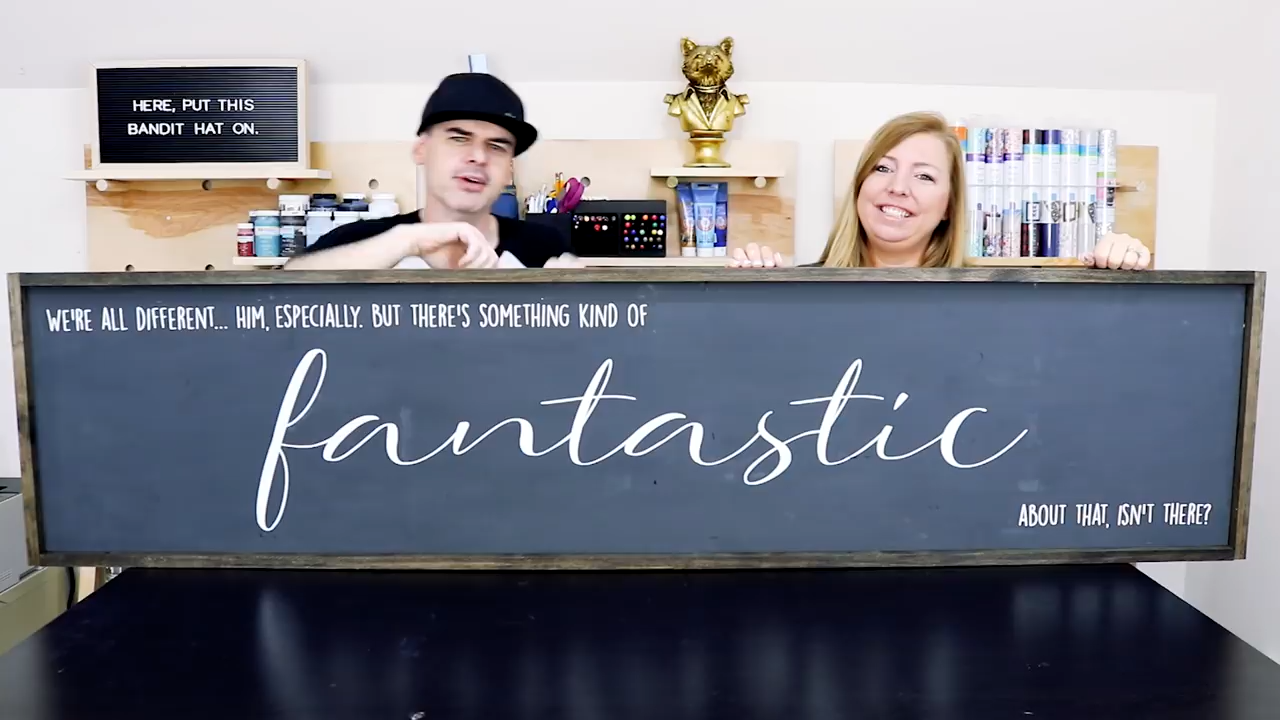 HERE, PUT THIS
BANDIT HAT ON.
WE'RE ALL DIFFERENT... HIM, ESPECIALLY. BUT THERE'S SOMETHING KIND OF
fantastic
ABOUT THAT, ISN'T THERE?